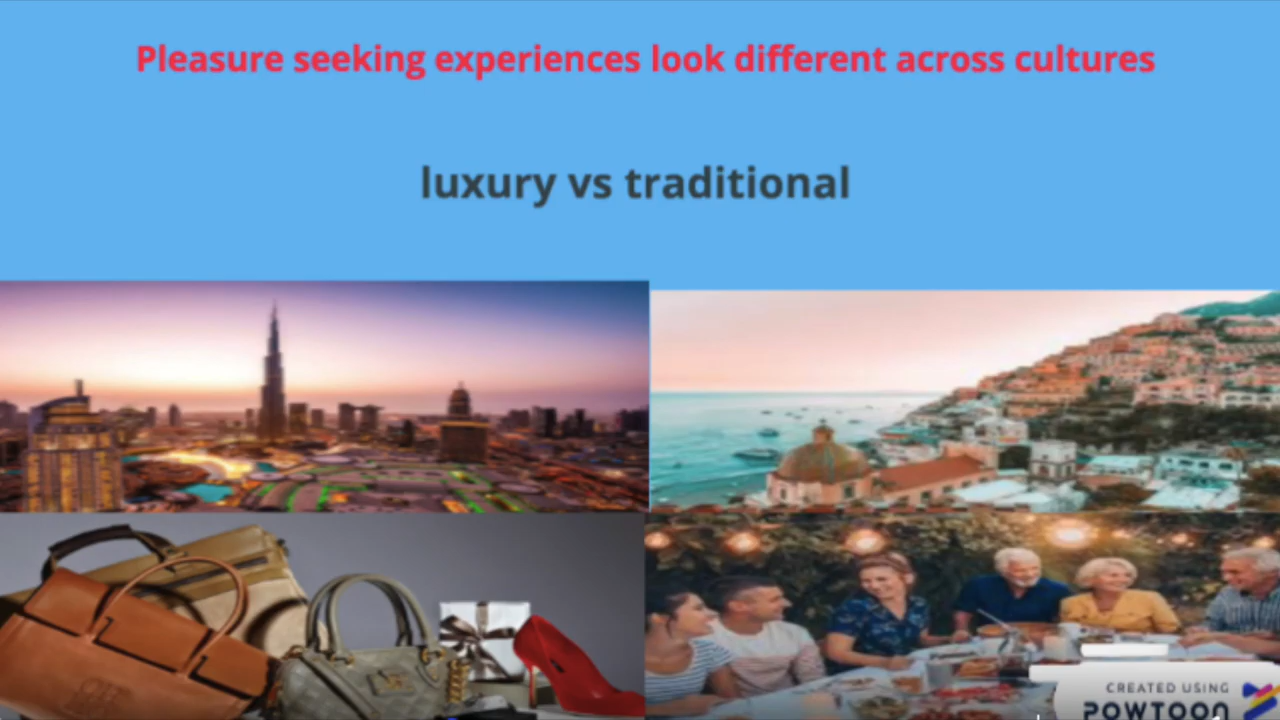 Pleasure seeking experiences look different across cultures
luxury vs traditional
CREATED USING
POWTOON